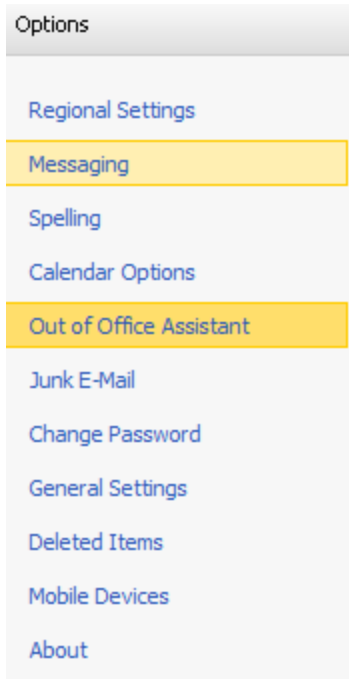 Options
Regional Settings
Messaging
Spelling
Calendar Options
Out of Office Assistant
Junk E-Mail
Change Password
General Settings
Deleted Items
Mobile Devices
About